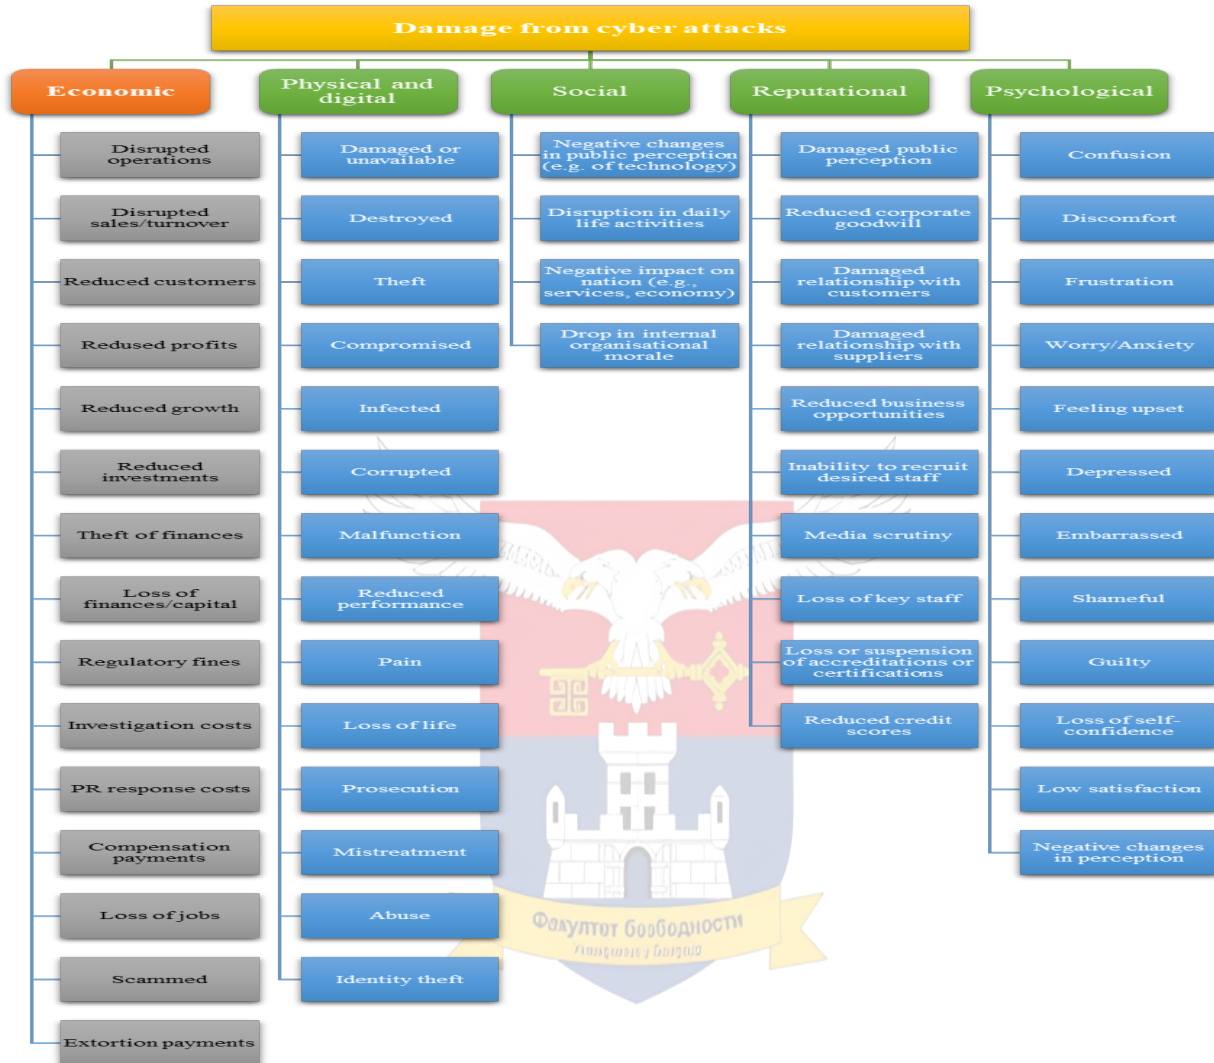 Damage from cyber attacks
Economic
Disrupted
operations
Disrupted
sales/turnover
Reduced customers
Redused profits
Reduced growth
Reduced
investments
Theft of finances
Loss of
finances/capital
Regulatory fines
Investigation costs
PR response costs
Compensation
payments
Loss of jobs
Scammed
Extortion payments
Physical and
digital
Damaged or
unavailable
Destroyed
Theft
Compromised
Infected
Corrupted
Malfunction
Reduced
performance
Pain
Loss of life
Prosecution
Mistreatment
Abuse
Identity theft
Social
Negative changes
in public perception
(e.g. of technology)
Disruption in daily
life activities
Negative impact on
nation (e.g.,
services, economy)
Drop in internal
organisational
morale
Reputational
Damaged public
perception
Reduced corporate
goodwill
Damaged
relationship with
customers
Damaged
relationship with
suppliers
Reduced business
opportunities
Inability to recruit
desired staff
Media scrutiny
Loss of key staff
Loss or suspension
of accreditations or
certifications
Reduced credit
scores
Psychological
Confusion
Discomfort
Frustration
Worry/Anxiety
Feeling upset
Depressed
Embarrassed
Shameful
Guilty
Loss of self-
confidence
Low satisfaction
Negative changes
in perception